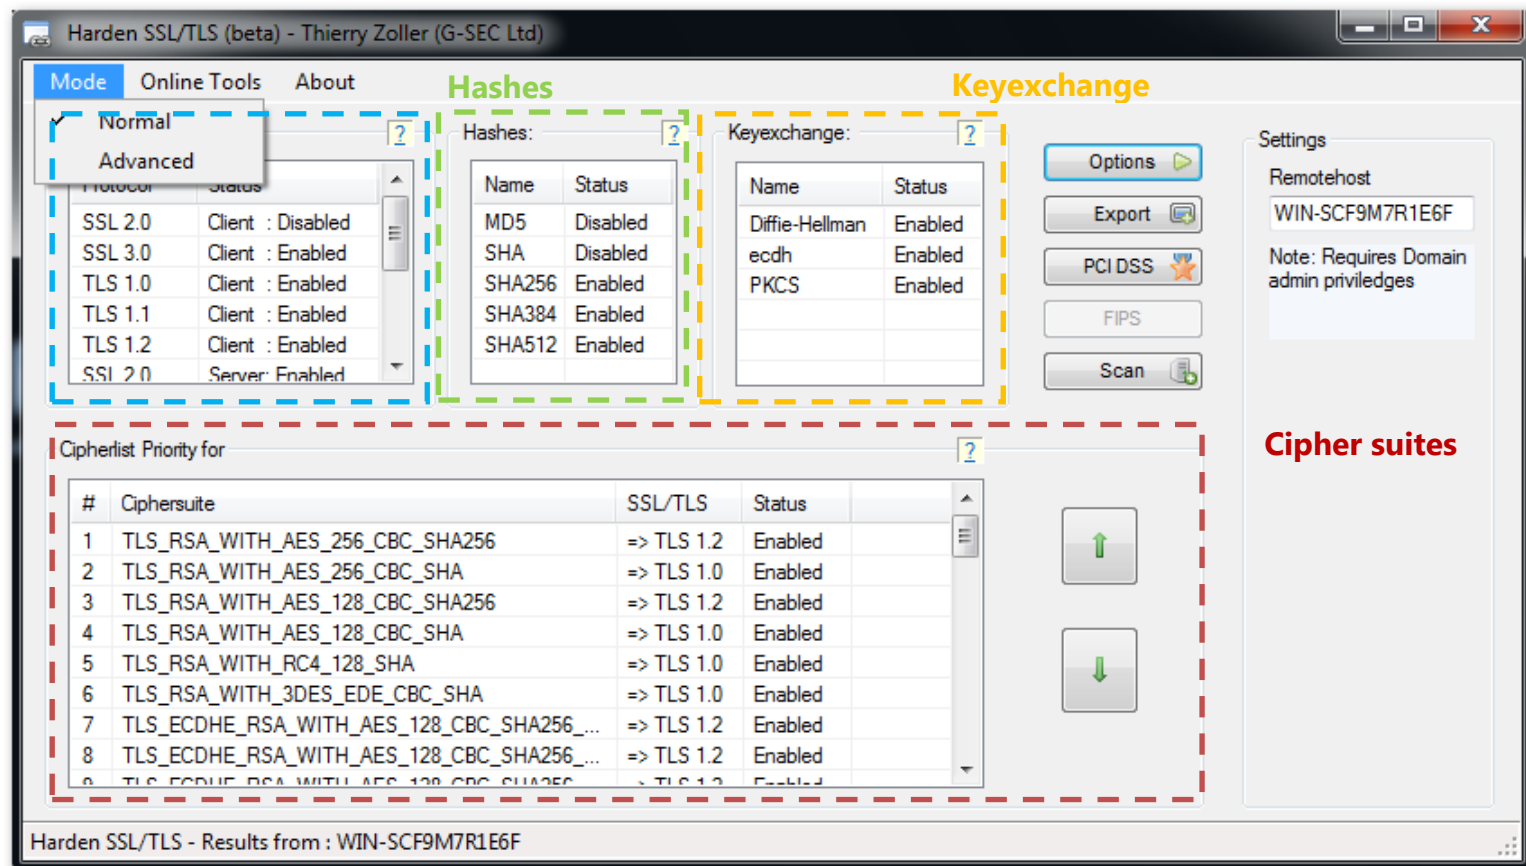 Harden SSL/TLS (beta) - Thierry Zoller (G-SEC Ltd)
Mode Online Tools About
Hashes
Keyexchange
Normal
Advanced
Protocol Status
SSL 2.0 Client : Disabled
SSL 3.0 Client : Enabled
TLS 1.0 Client : Enabled
TLS 1.1 Client : Enabled
TLS 1.2 Client : Enabled
SSL 2.0 Server: Enabled
?
Hashes: ?
Name Status
MD5 Disabled
SHA Disabled
SHA256 Enabled
SHA384 Enabled
SHA512 Enabled
Keyexchange: ?
Name Status
Diffie-Hellman Enabled
ecdh Enabled
PKCS Enabled
Options
Export
PCI DSS
FIPS
Scan
Settings
Remotehost
WIN-SCF9M7R1E6F
Note: Requires Domain
admin priviledges
Cipher suites
Cipherlist Priority for ?
# Ciphersuite SSL/TLS Status
1 TLS_RSA_WITH_AES_256_CBC_SHA256 => TLS 1.2 Enabled
2 TLS_RSA_WITH_AES_256_CBC_SHA => TLS 1.0 Enabled
3 TLS_RSA_WITH_AES_128_CBC_SHA256 => TLS 1.2 Enabled
4 TLS_RSA_WITH_AES_128_CBC_SHA => TLS 1.0 Enabled
5 TLS_RSA_WITH_RC4_128_SHA => TLS 1.0 Enabled
6 TLS_RSA_WITH_3DES_EDE_CBC_SHA => TLS 1.0 Enabled
7 TLS_ECDHE_RSA_WITH_AES_128_CBC_SHA256_... => TLS 1.2 Enabled
8 TLS_ECDHE_RSA_WITH_AES_128_CBC_SHA256_... => TLS 1.2 Enabled
Harden SSL/TLS - Results from : WIN-SCF9M7R1E6F